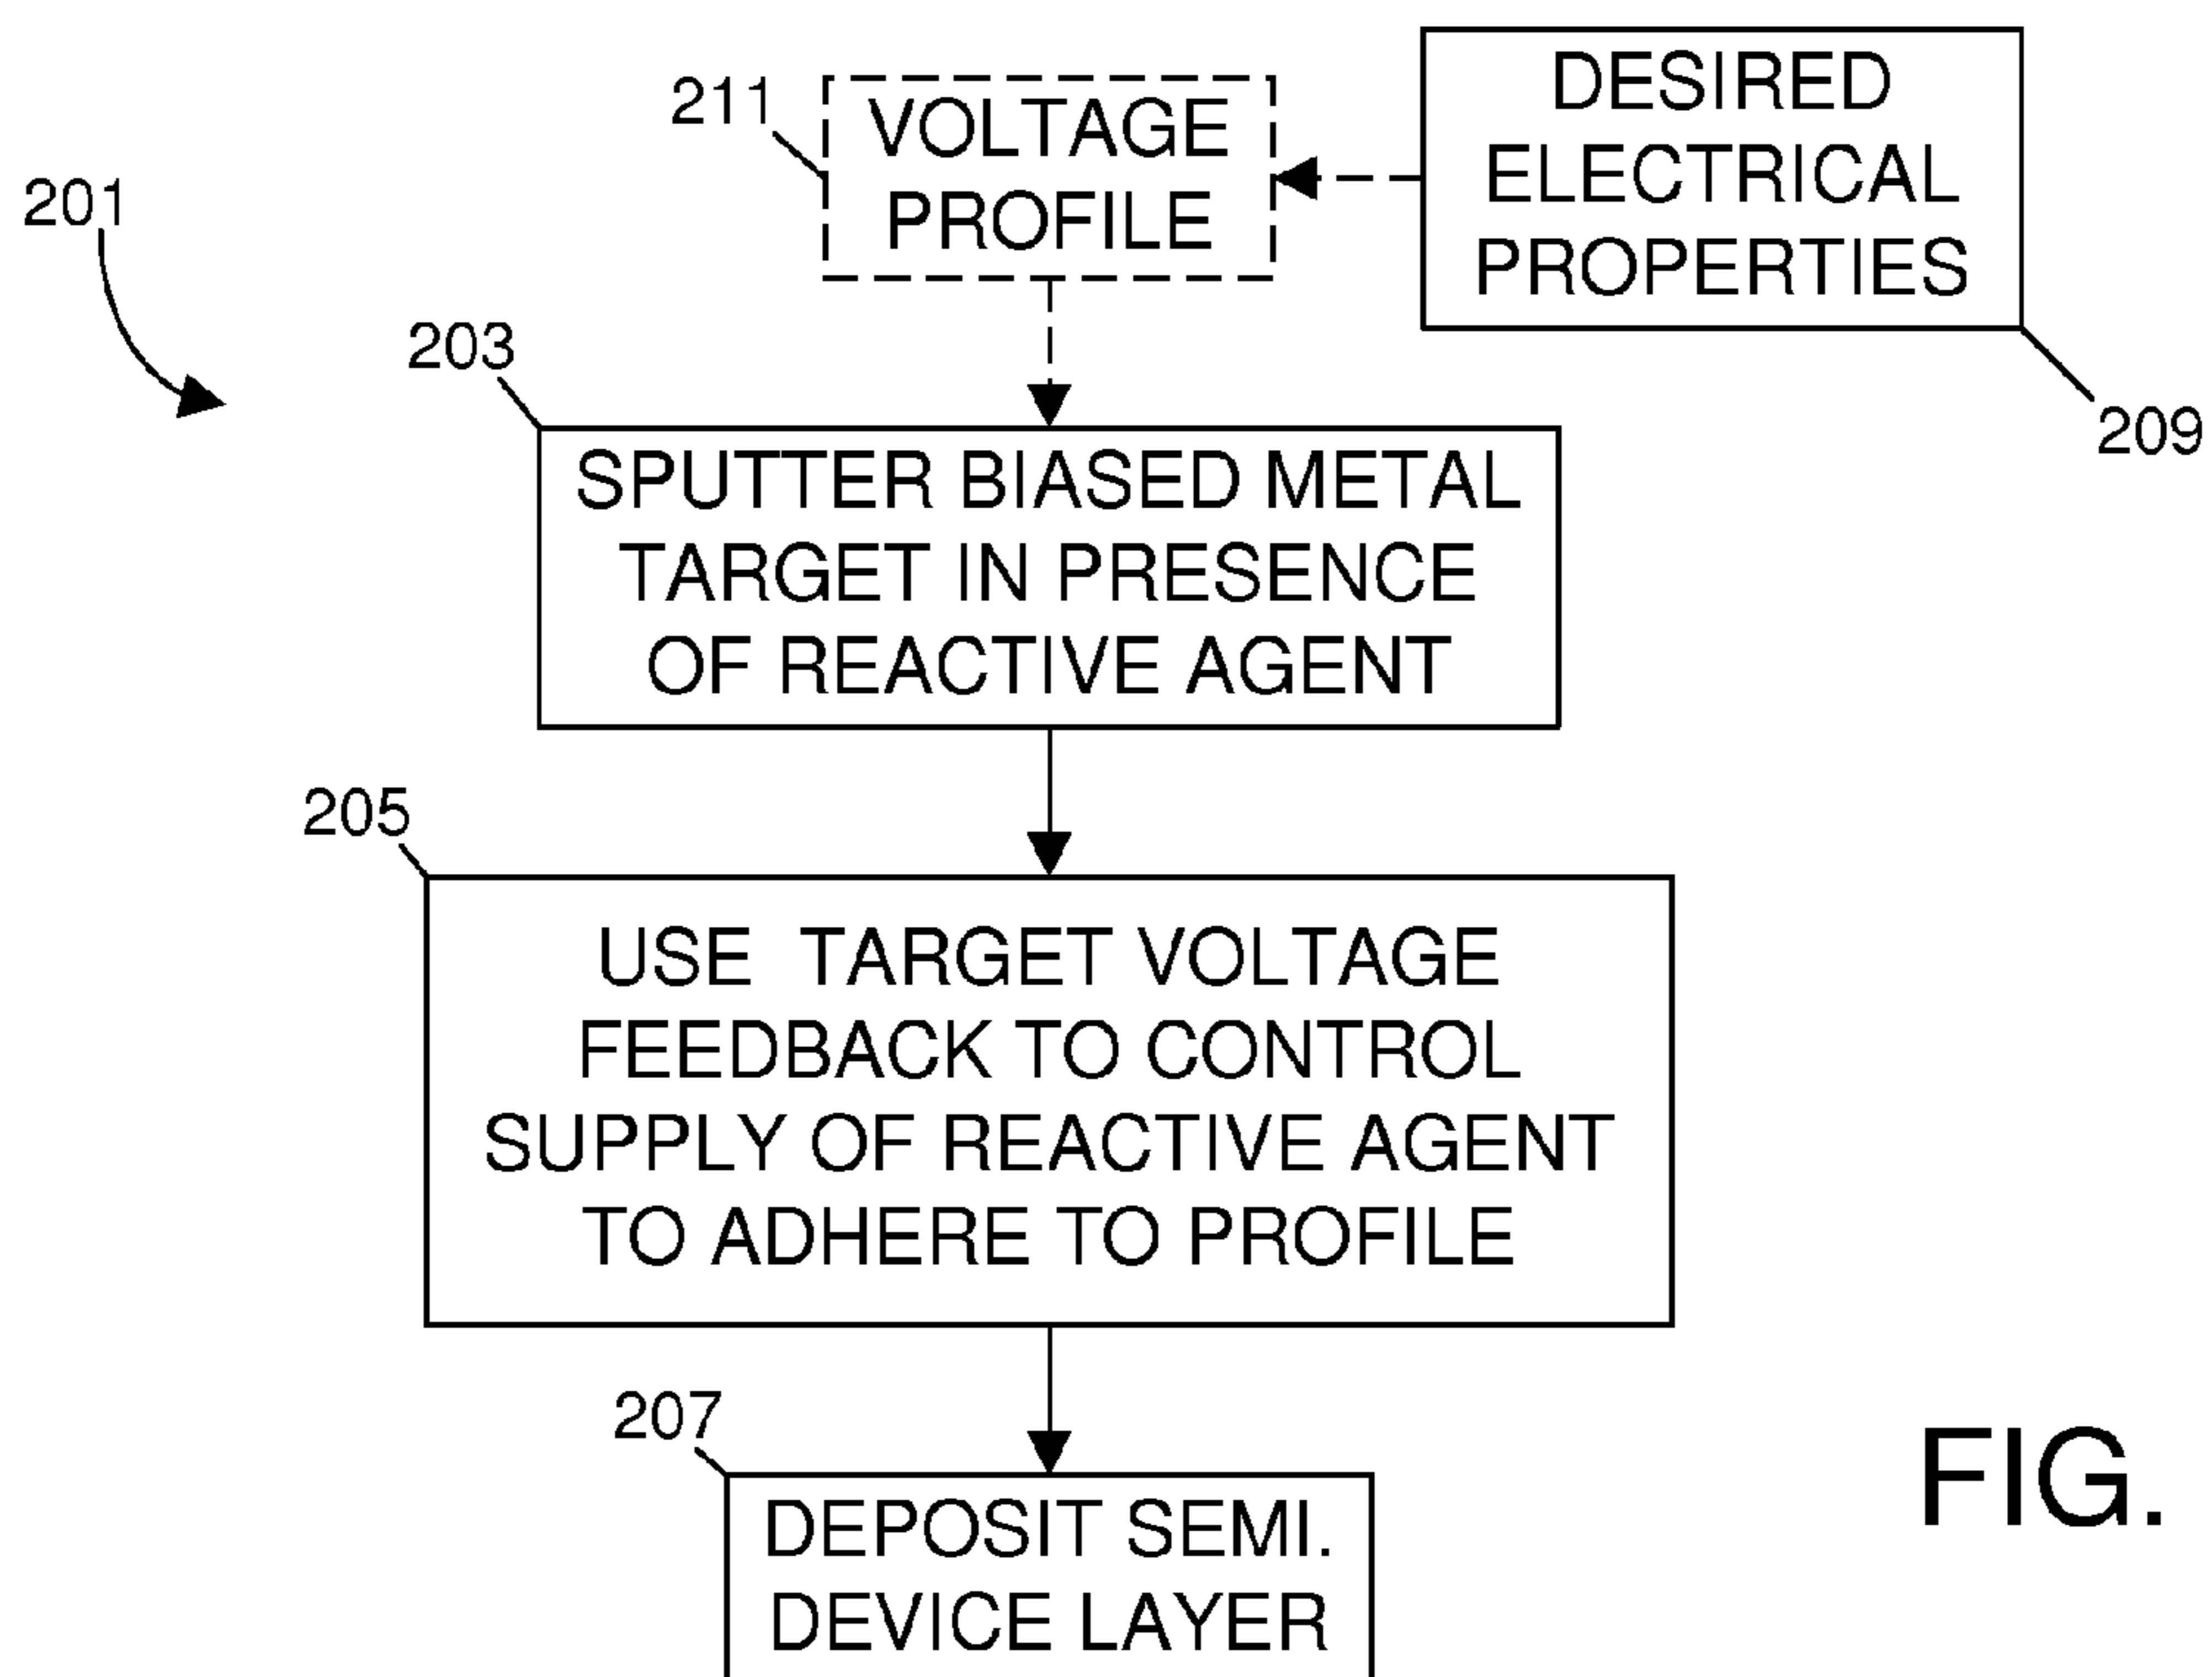 211
VOLTAGE
PROFILE
DESIRED
ELECTRICAL
PROPERTIES
201
203
209
SPUTTER BIASED METAL
TARGET IN PRESENCE
OF REACTIVE AGENT
205
USE TARGET VOLTAGE
FEEDBACK TO CONTROL
SUPPLY OF REACTIVE AGENT
TO ADHERE TO PROFILE
207
DEPOSIT SEMI.
DEVICE LAYER
FIG.